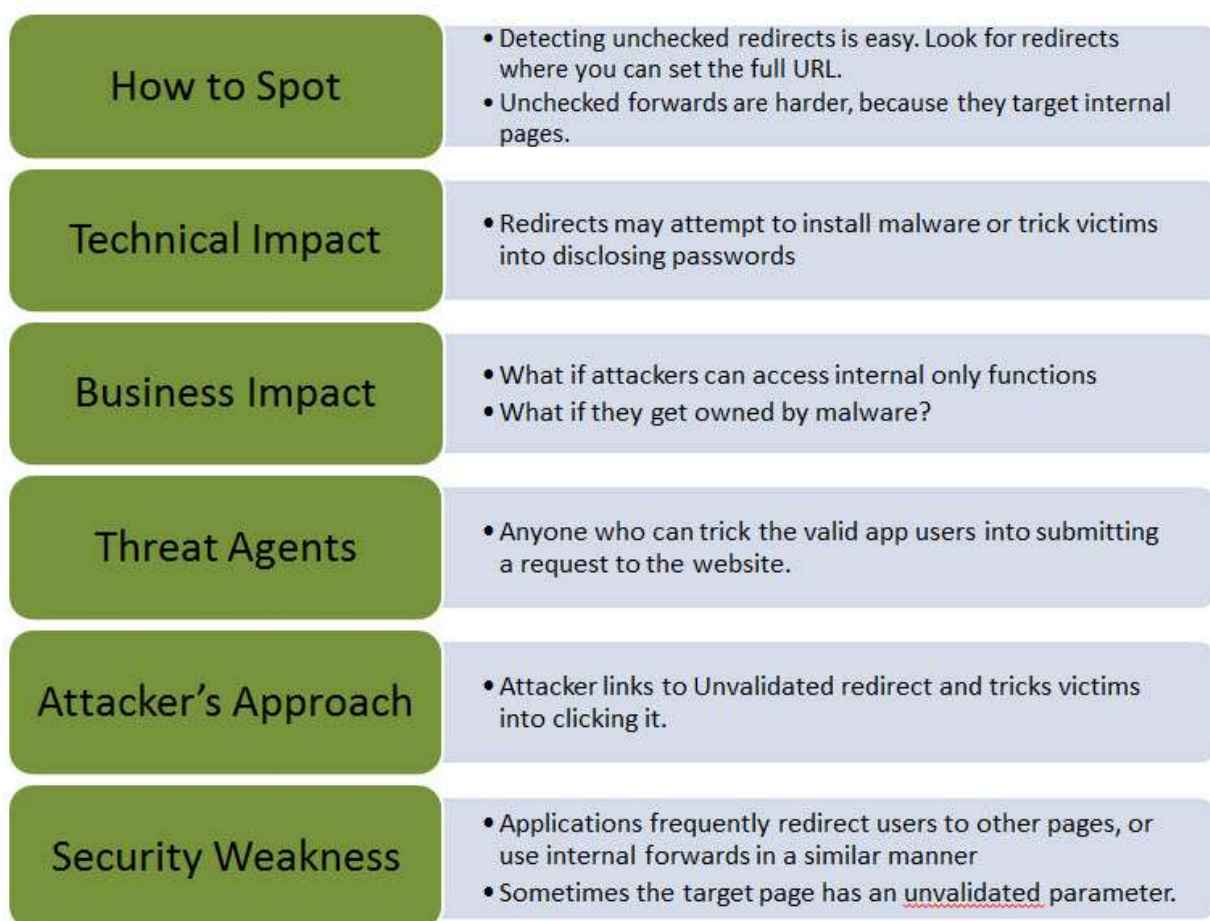 How to Spot
• Detecting unchecked redirects is easy. Look for redirects
where you can set the full URL.
• Unchecked forwards are harder, because they target internal
pages.
Technical Impact
• Redirects may attempt to install malware or trick victims
into disclosing passwords
Business Impact
• What if attackers can access internal only functions
• What if they get owned by malware?
Threat Agents
• Anyone who can trick the valid app users into submitting
a request to the website.
Attacker’s Approach
• Attacker links to Unvalidated redirect and tricks victims
into clicking it.
Security Weakness
• Applications frequently redirect users to other pages, or
use internal forwards in a similar manner
• Sometimes the target page has an unvalidated parameter.